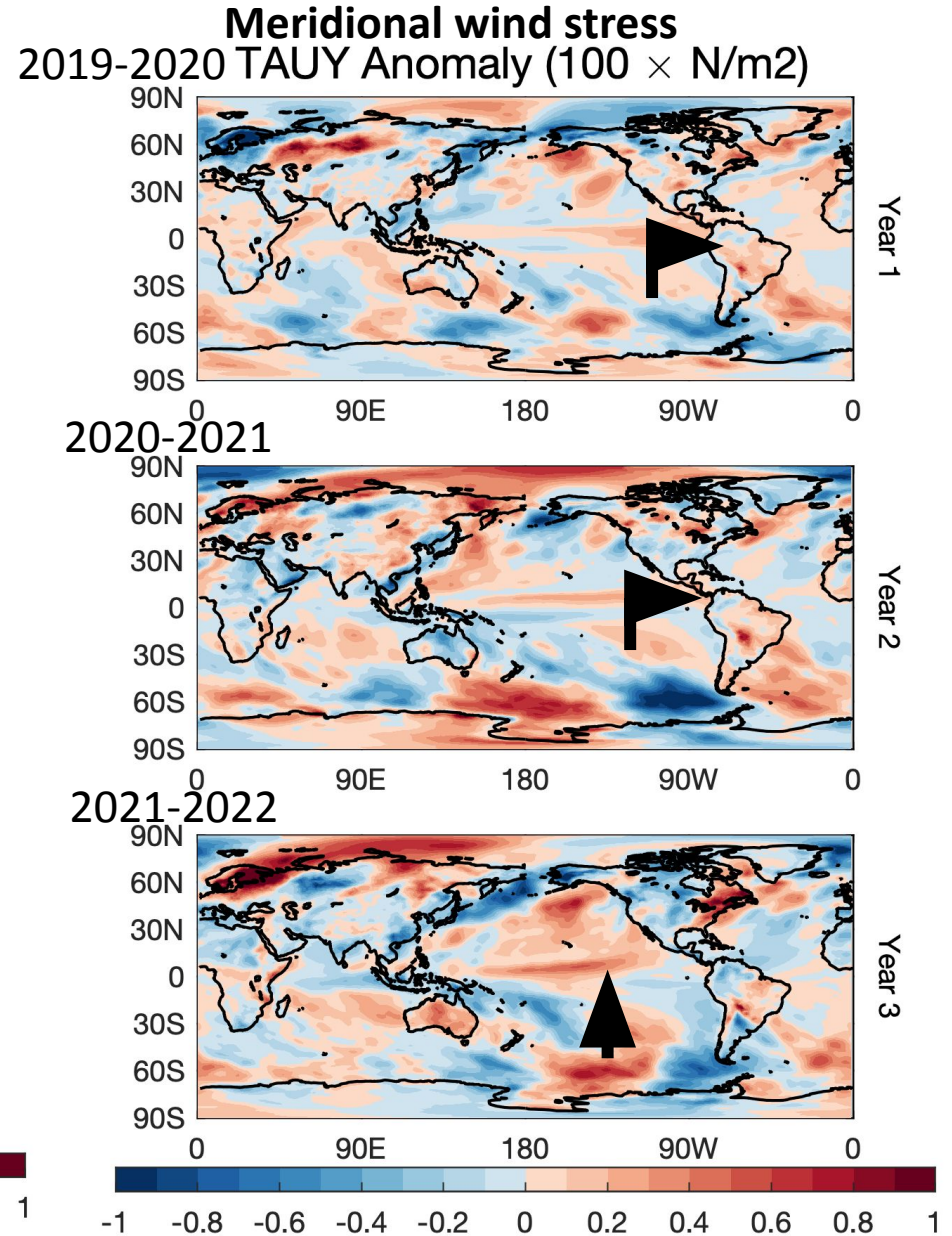 Meridional wind stress
2019-2020 TAUY Anomaly (100 × N/m2)
90N
60N
30N
0
30S
60S
90S
0 90E 180 90W 0
Year 1
2020-2021
90N
60N
30N
0
30S
60S
90S
0 90E 180 90W 0
Year 2
2021-2022
90N
60N
30N
0
30S
60S
90S
0 90E 180 90W 0
Year 3
1
-1 -0.8 -0.6 -0.4 -0.2 0 0.2 0.4 0.6 0.8 1